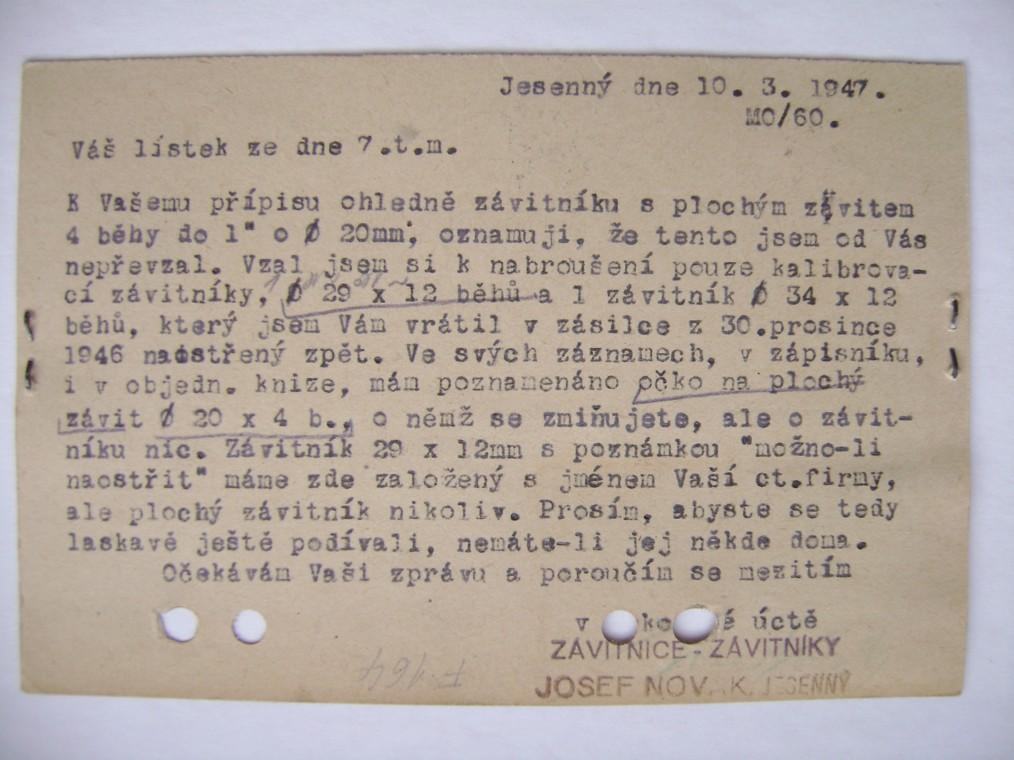 Jesenný dne 10. 3. 1947.
MO/60.
Váš lístek ze dne 7.t.m.
K Vašemu přípisu ohledně závitníku s plochým závitem
4 běhy do 1" o Ø 20mm, oznamuji, že tento jsem od Vás
nepřevzal. Vzal jsem si k nabroušení pouze kalibrova-
cí závitníky, Ø 29 x 12 běhů a 1 závitník Ø 34 x 12
běhů, který jsem Vám vrátil v zásilce z 30.prosince
1946 naostřený zpět. Ve svých záznamech, v zápisníku,
i v objedn. knize, mám poznamenáno očko na plochý
závit Ø 20 x 4 b., o němž se zmiňujete, ale o závit-
níku nic. Závitník 29 x 12mm s poznámkou "možno-li
naostřit" máme zde založený s jménem Vaší ct.firmy,
ale plochý závitník nikoliv. Prosím, abyste se tedy
laskavě ještě podívali, nemáte-li jej někde doma.
Očekávám Vaši zprávu a poroučím se mezitím
v úctě
ZÁVITNICE - ZÁVITNÍKY
JOSEF NOVÁK, JESENNÝ
F 164